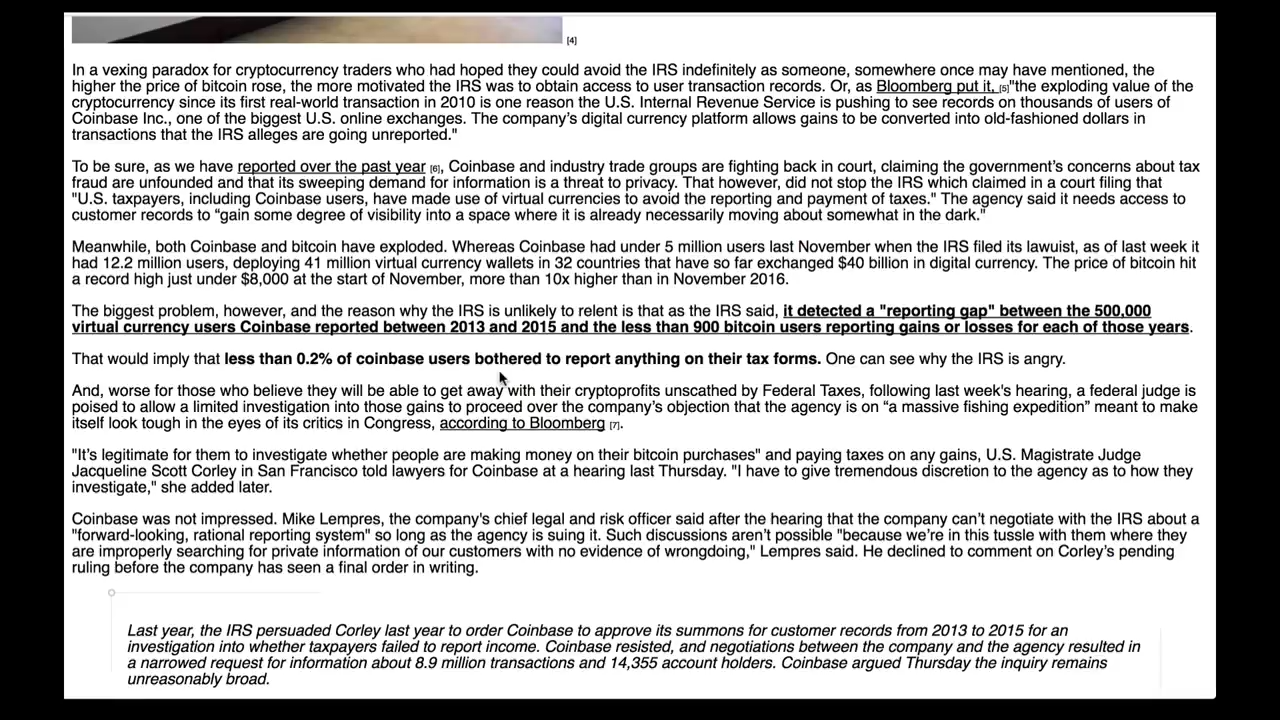 [4]
In a vexing paradox for cryptocurrency traders who had hoped they could avoid the IRS indefinitely as someone, somewhere once may have mentioned, the
higher the price of bitcoin rose, the more motivated the IRS was to obtain access to user transaction records. Or, as Bloomberg put it, [5]"the exploding value of the
cryptocurrency since its first real-world transaction in 2010 is one reason the U.S. Internal Revenue Service is pushing to see records on thousands of users of
Coinbase Inc., one of the biggest U.S. online exchanges. The company's digital currency platform allows gains to be converted into old-fashioned dollars in
transactions that the IRS alleges are going unreported."
To be sure, as we have reported over the past year [6], Coinbase and industry trade groups are fighting back in court, claiming the government's concerns about tax
fraud are unfounded and that its sweeping demand for information is a threat to privacy. That however, did not stop the IRS which claimed in a court filing that
"U.S. taxpayers, including Coinbase users, have made use of virtual currencies to avoid the reporting and payment of taxes." The agency said it needs access to
customer records to “gain some degree of visibility into a space where it is already necessarily moving about somewhat in the dark.”
Meanwhile, both Coinbase and bitcoin have exploded. Whereas Coinbase had under 5 million users last November when the IRS filed its lawuist, as of last week it
had 12.2 million users, deploying 41 million virtual currency wallets in 32 countries that have so far exchanged $40 billion in digital currency. The price of bitcoin hit
a record high just under $8,000 at the start of November, more than 10x higher than in November 2016.
The biggest problem, however, and the reason why the IRS is unlikely to relent is that as the IRS said, it detected a "reporting gap" between the 500,000
virtual currency users Coinbase reported between 2013 and 2015 and the less than 900 bitcoin users reporting gains or losses for each of those years.
That would imply that less than 0.2% of coinbase users bothered to report anything on their tax forms. One can see why the IRS is angry.
And, worse for those who believe they will be able to get away with their cryptoprofits unscathed by Federal Taxes, following last week's hearing, a federal judge is
poised to allow a limited investigation into those gains to proceed over the company's objection that the agency is on “a massive fishing expedition” meant to make
itself look tough in the eyes of its critics in Congress, according to Bloomberg [7].
"It's legitimate for them to investigate whether people are making money on their bitcoin purchases" and paying taxes on any gains, U.S. Magistrate Judge
Jacqueline Scott Corley in San Francisco told lawyers for Coinbase at a hearing last Thursday. "I have to give tremendous discretion to the agency as to how they
investigate," she added later.
Coinbase was not impressed. Mike Lempres, the company's chief legal and risk officer said after the hearing that the company can't negotiate with the IRS about a
"forward-looking, rational reporting system" so long as the agency is suing it. Such discussions aren't possible "because we're in this tussle with them where they
are improperly searching for private information of our customers with no evidence of wrongdoing," Lempres said. He declined to comment on Corley's pending
ruling before the company has seen a final order in writing.
Last year, the IRS persuaded Corley last year to order Coinbase to approve its summons for customer records from 2013 to 2015 for an
investigation into whether taxpayers failed to report income. Coinbase resisted, and negotiations between the company and the agency resulted in
a narrowed request for information about 8.9 million transactions and 14,355 account holders. Coinbase argued Thursday the inquiry remains
unreasonably broad.